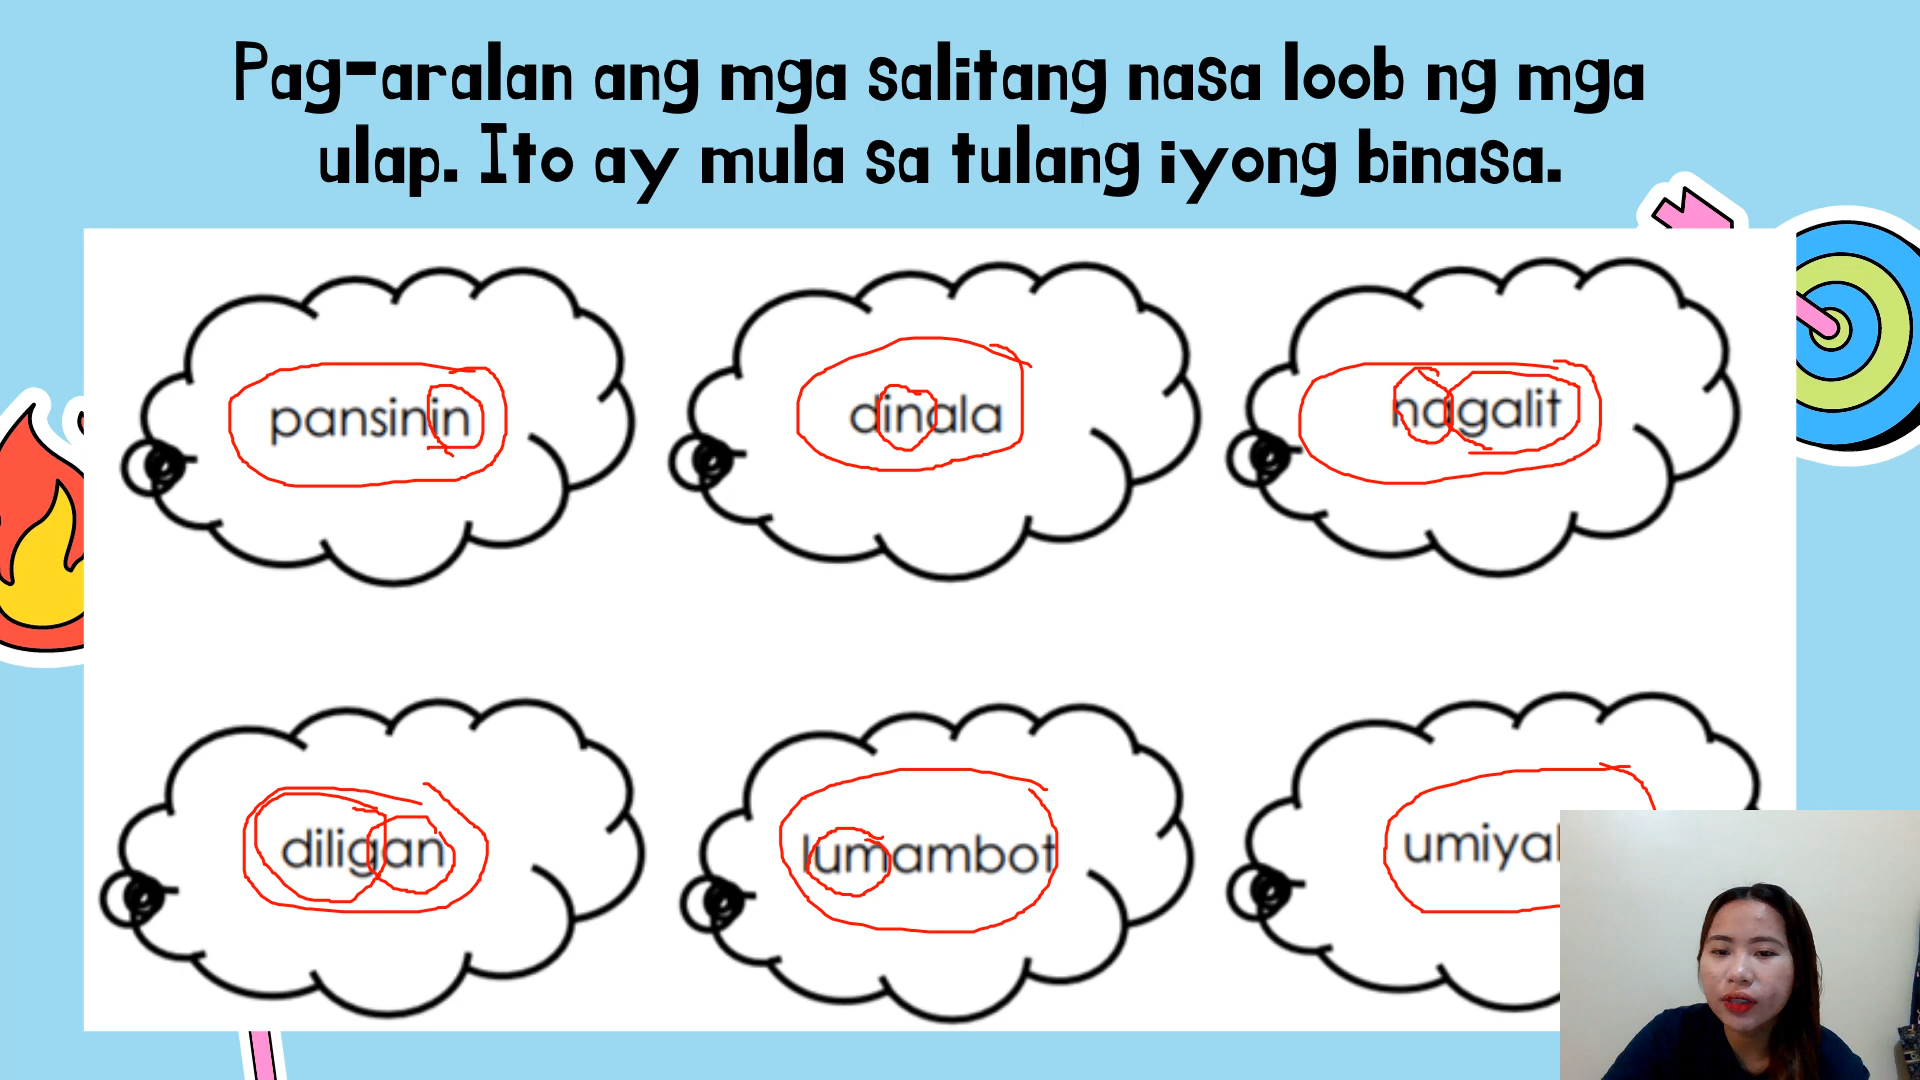 Pag-aralan ang mga salitang nasa loob ng mga
ulap. Ito ay mula sa tulang iyong binasa.
pansinin
dinala
nagalit
diligan
lumambot